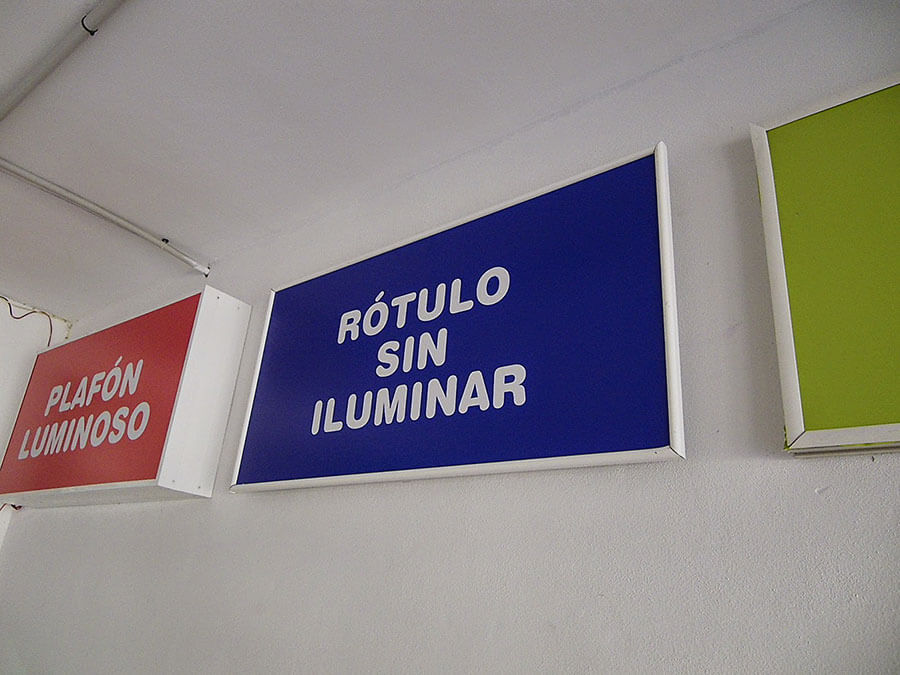 PLAFÓN
LUMINOSO
RÓTULO
SIN
ILUMINAR